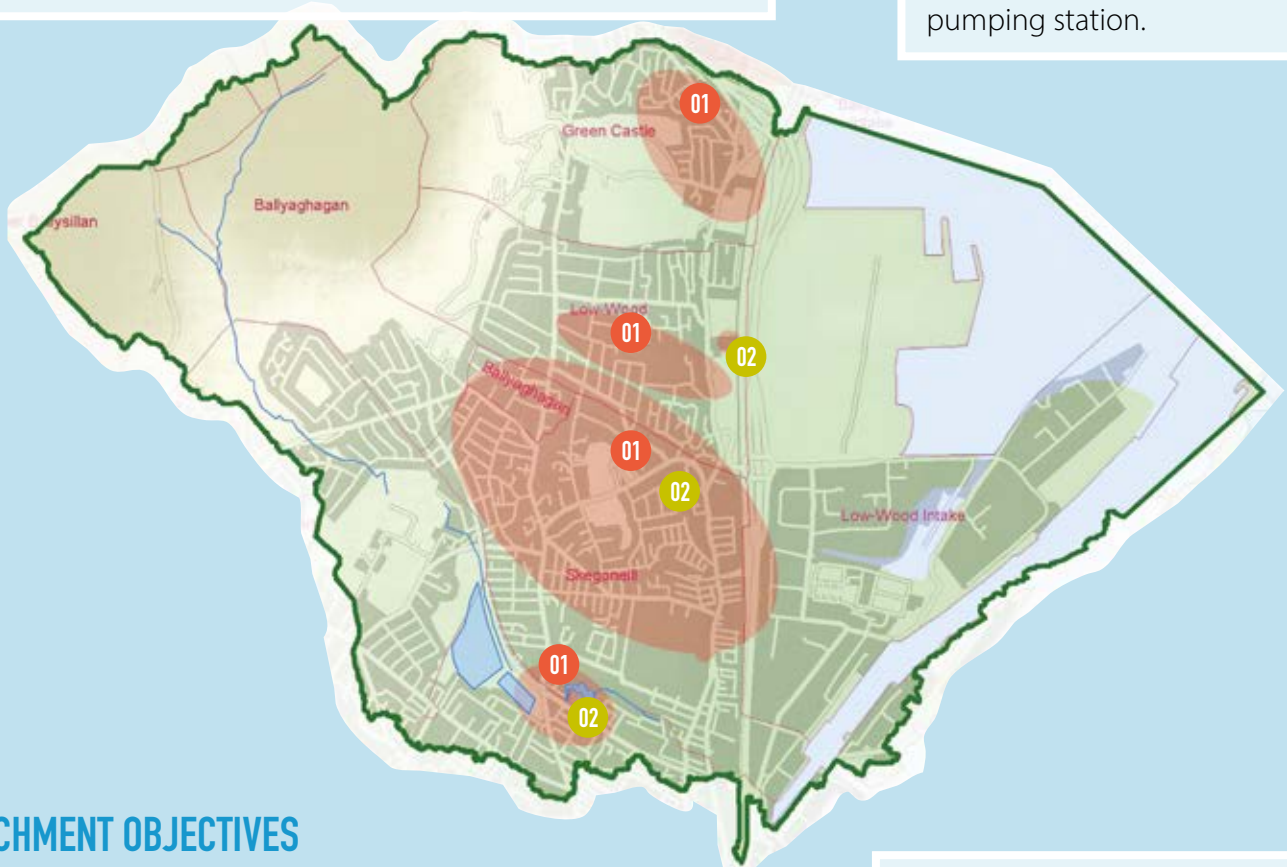 pumping station.
01
Green Castle
Ballyaghagan
ysillan
Low-Wood
01
02
Ballyaghagan
01
02
Low-Wood Intake
Skegoneill
01
02
CHMENT OBJECTIVES